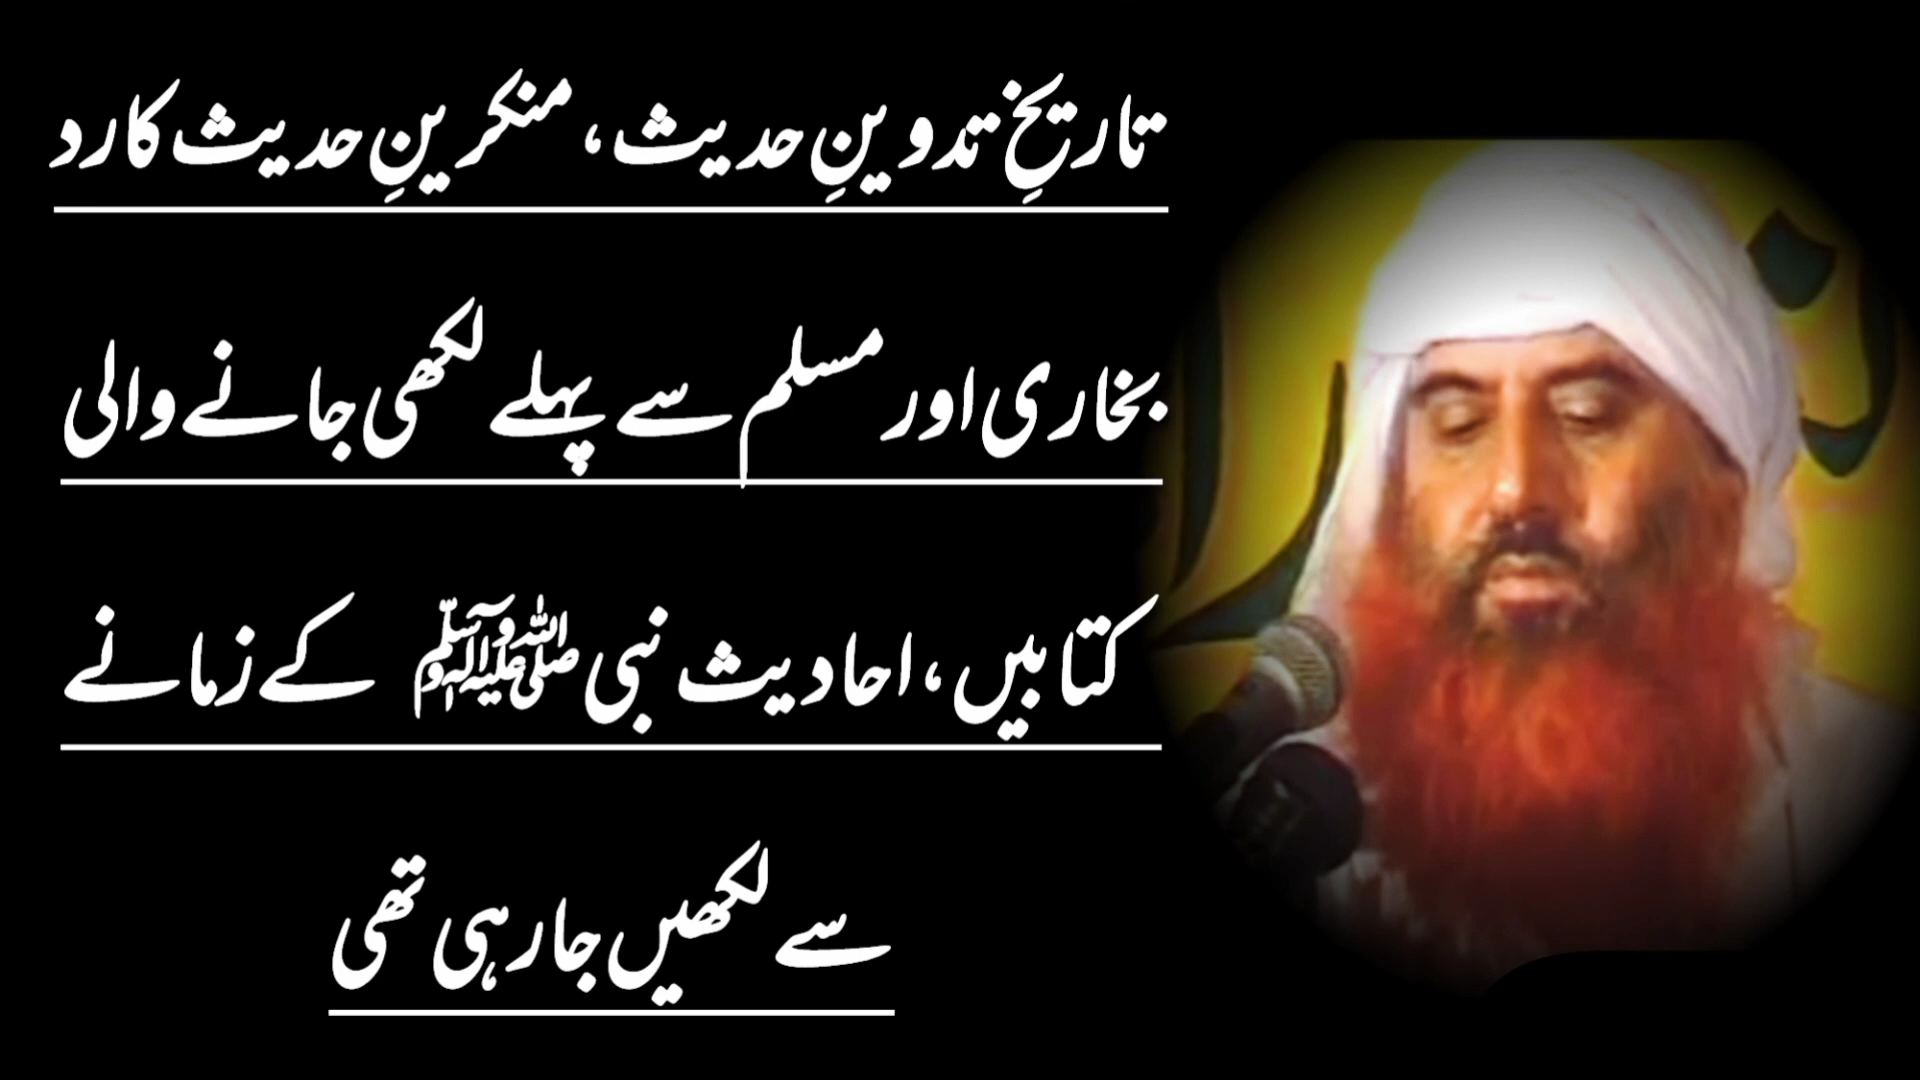 تاریخِ تدوینِ حدیث، منکرینِ حدیث کا رد
بخاری اور مسلم سے پہلے لکھی جانے والی
کتابیں، احادیث نبی ﷺ کے زمانے
سے لکھیں جا رہی تھی